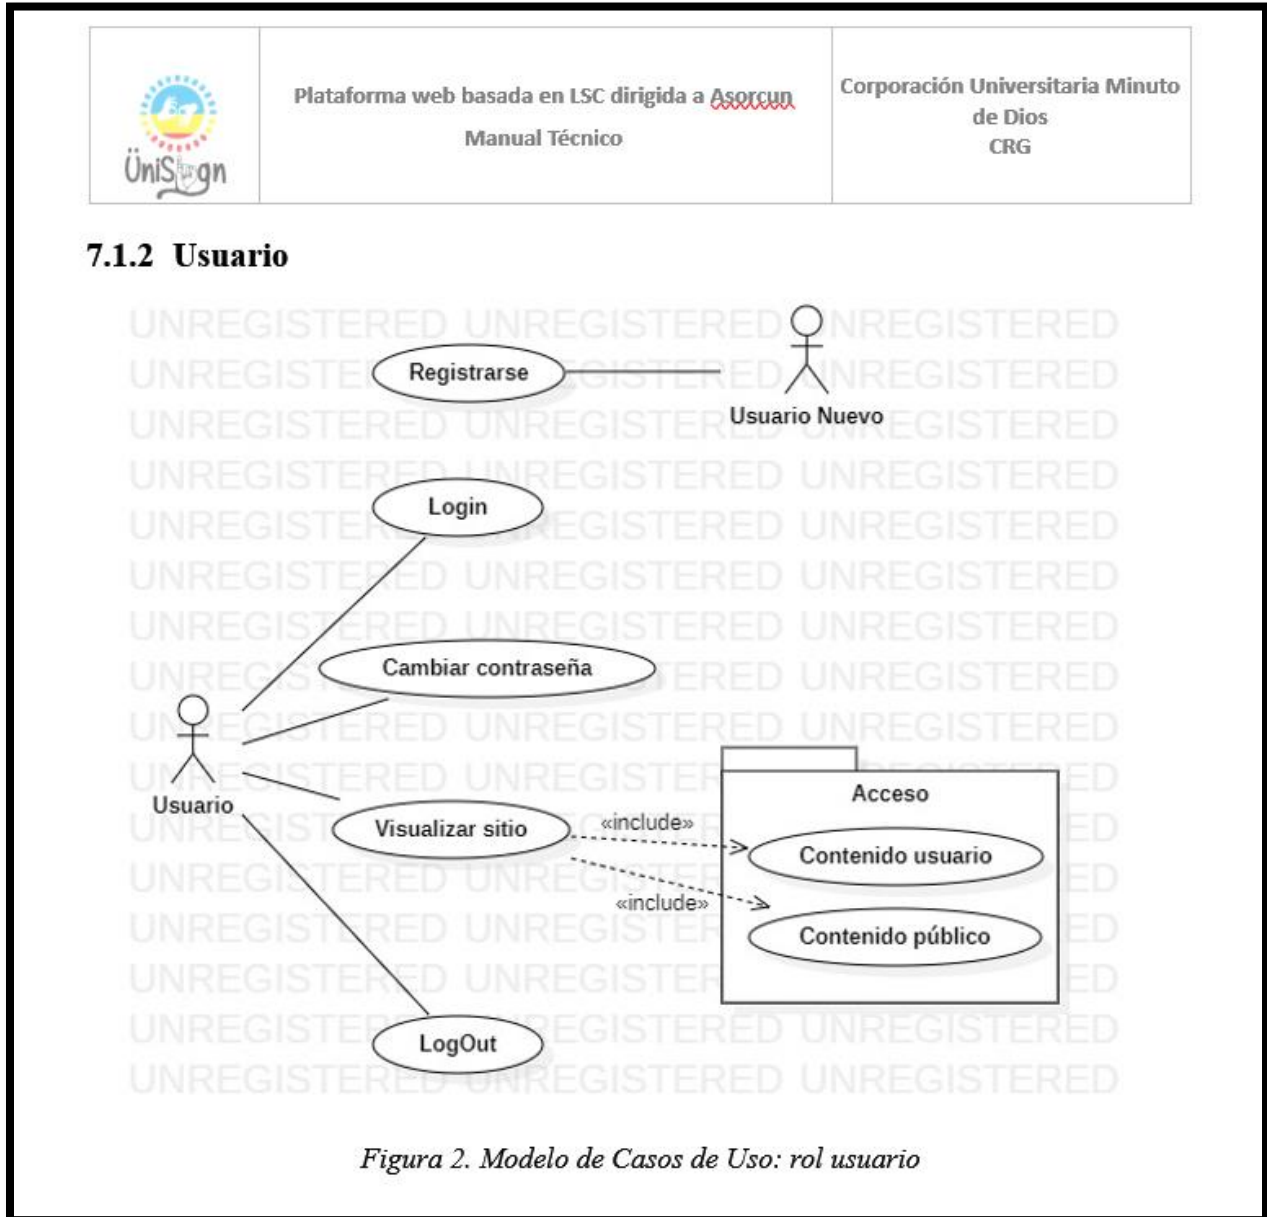 Plataforma web basada en LSC dirigida a Asorcun
Manual Técnico
Corporación Universitaria Minuto
de Dios
CRG
ÜniSign
7.1.2 Usuario
UNREGISTERED UNREGISTERED UNREGISTERED
Registrarse
Usuario Nuevo
Login
Cambiar contraseña
Usuario
Visualizar sitio
«include»
«include»
Acceso
Contenido usuario
Contenido público
LogOut
Figura 2. Modelo de Casos de Uso: rol usuario